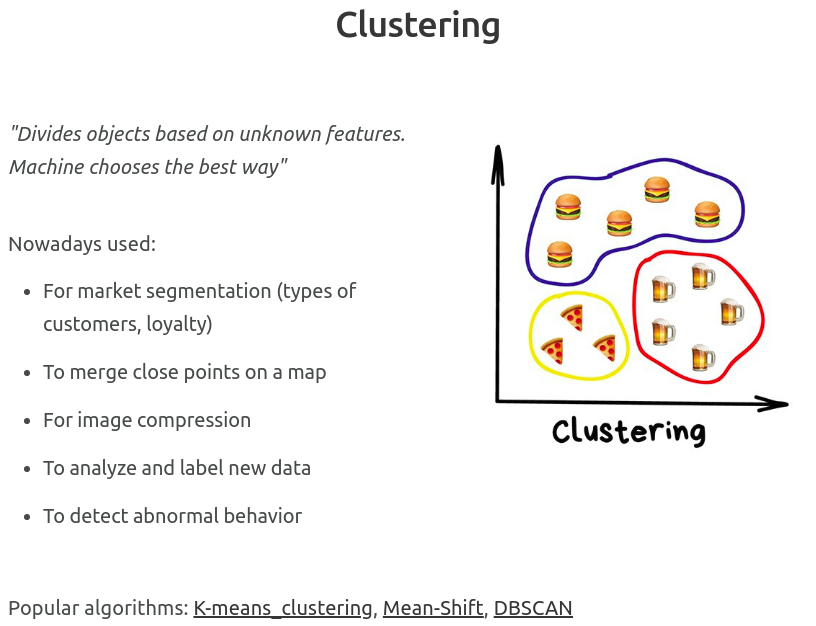 Clustering
"Divides objects based on unknown features.
Machine chooses the best way"
Nowadays used:
• For market segmentation (types of
customers, loyalty)
• To merge close points on a map
• For image compression
• To analyze and label new data
• To detect abnormal behavior
Clustering
Popular algorithms: K-means_clustering, Mean-Shift, DBSCAN